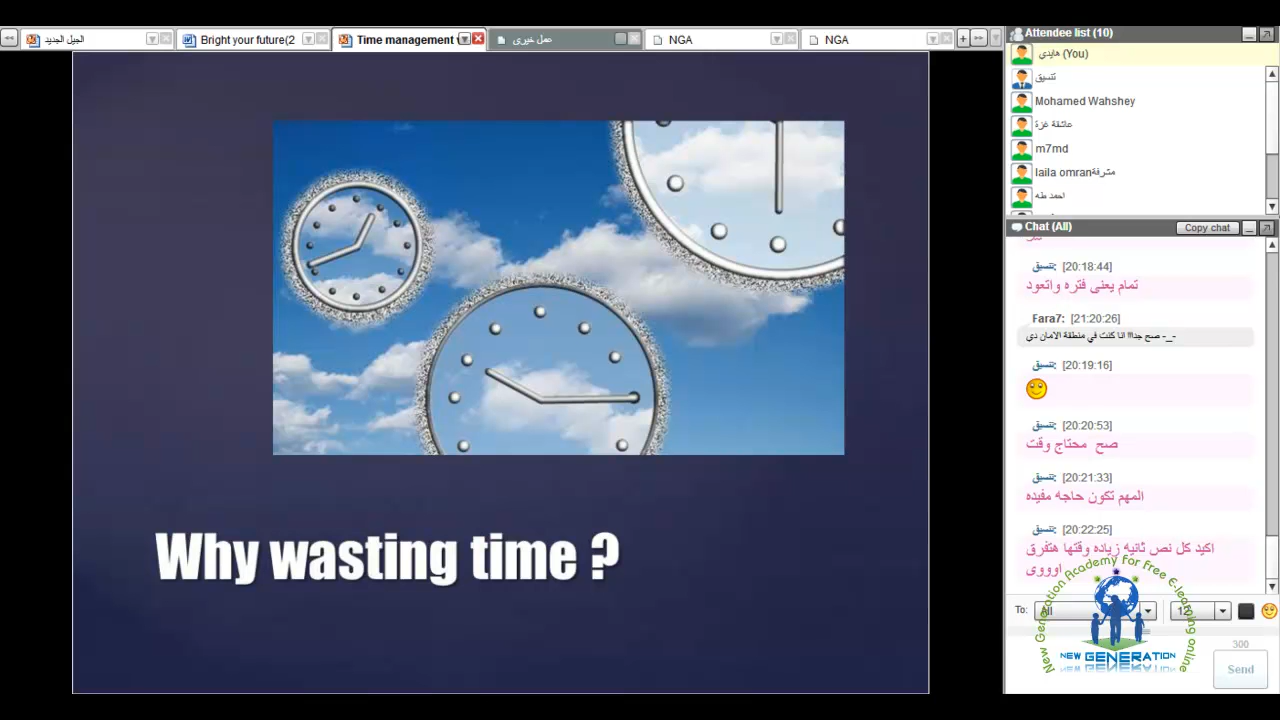 الجيل الجديد
Bright your future(2
Time management
عمل خيرى
NGA
NGA
Attendee list (10)
هايدي (You)
تنسيق
Mohamed Wahshey
عاشقة غزة
m7md
laila omranمشرفة
احمد طه
Chat (All)
Copy chat
تنسيق: [20:18:44]
تمام يعنى فتره واتعود
Fara7: [21:20:26]
صح جدااا انا كنت في منطقة الامان دي -_-
تنسيق: [20:19:16]
تنسيق: [20:20:53]
صح محتاج وقت
تنسيق: [20:21:33]
المهم تكون حاجه مفيده
تنسيق: [20:22:25]
اكيد كل نص ثانيه زياده وقتها هتفرق
اوووى
To: All
12
300
Send
New Generation Academy For Free E-learning online
NEW GENERATION
Why wasting time ?